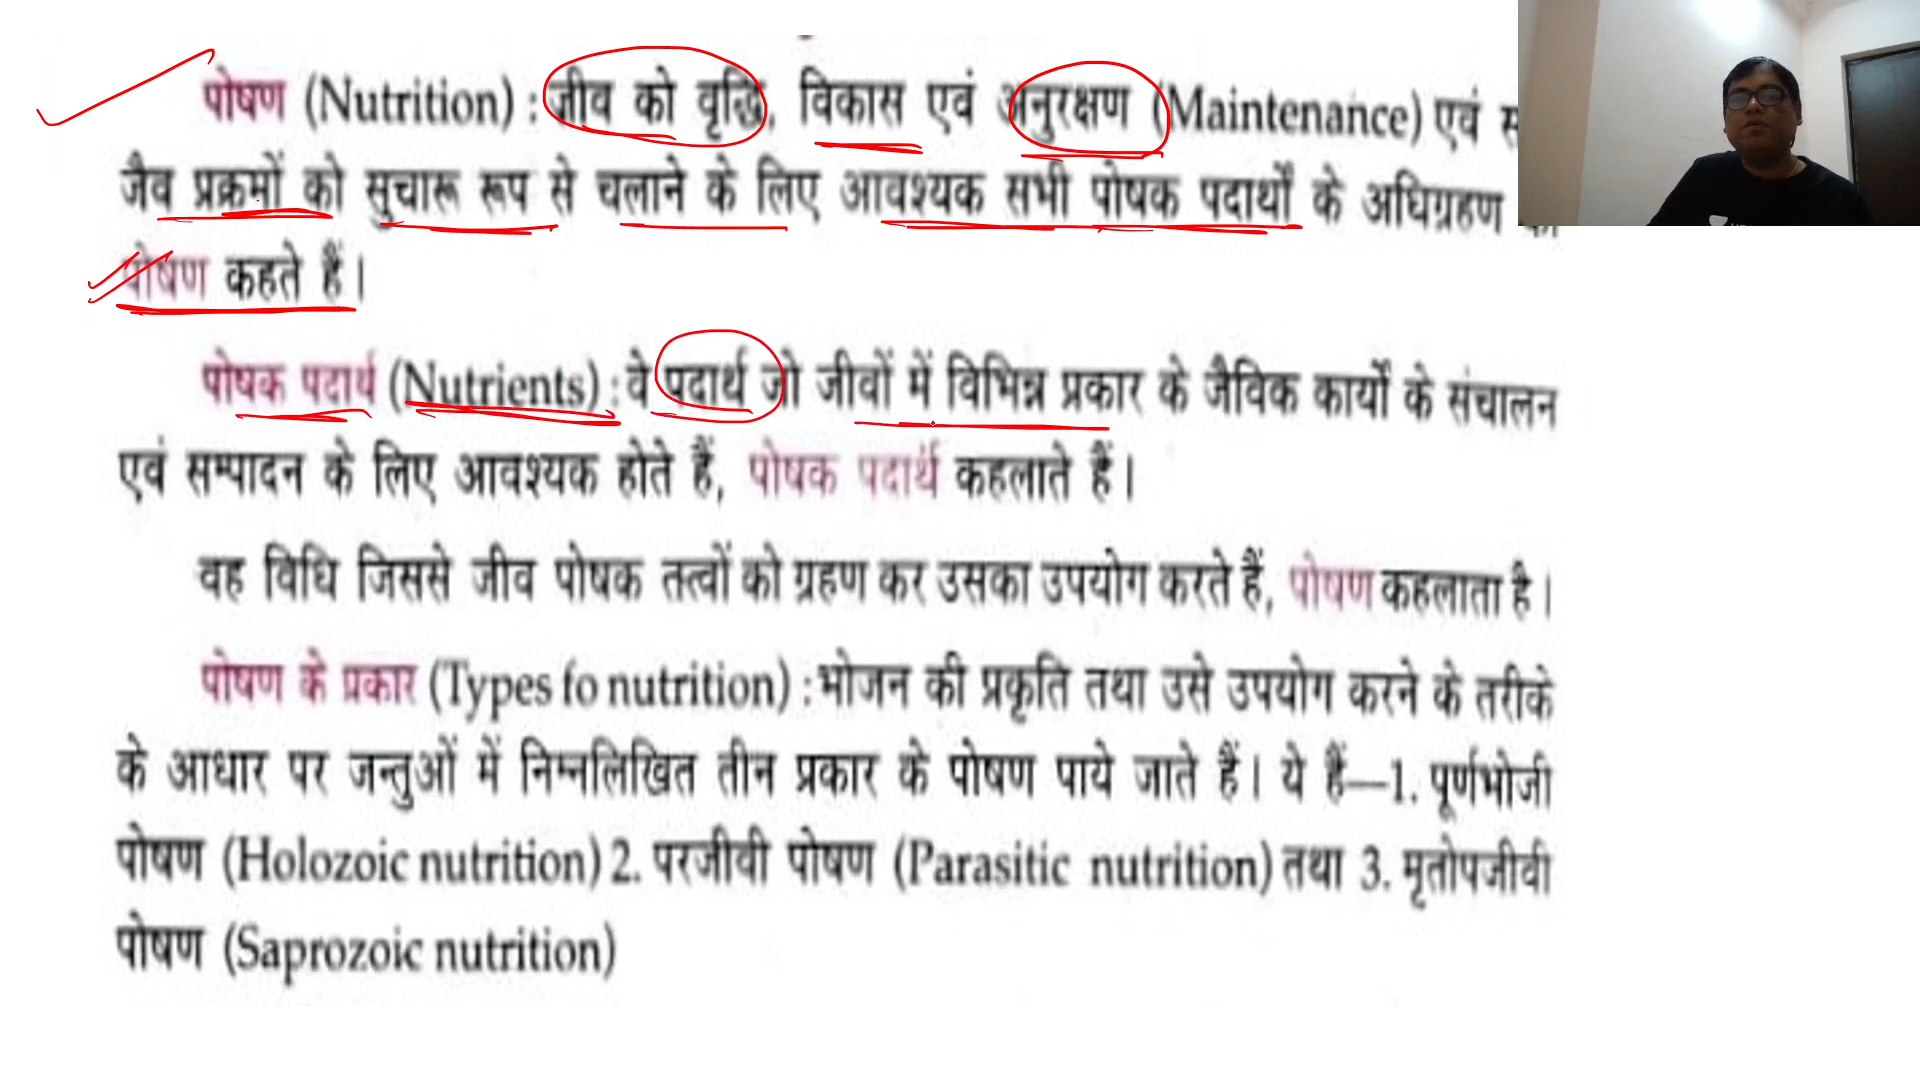 पोषण (Nutrition) : जीव को वृद्धि, विकास एवं अनुरक्षण (Maintenance) एवं
जैव प्रक्रमों को सुचारू रूप से चलाने के लिए आवश्यक सभी पोषक पदार्थों के अधिग्रहण
पोषण कहते हैं।
पोषक पदार्थ (Nutrients) : वे पदार्थ जो जीवों में विभिन्न प्रकार के जैविक कार्यों के संचालन
एवं सम्पादन के लिए आवश्यक होते हैं, पोषक पदार्थ कहलाते हैं।
वह विधि जिससे जीव पोषक तत्वों को ग्रहण कर उसका उपयोग करते हैं, पोषण कहलाता है।
पोषण के प्रकार (Types fo nutrition) : भोजन की प्रकृति तथा उसे उपयोग करने के तरीके
के आधार पर जन्तुओं में निम्नलिखित तीन प्रकार के पोषण पाये जाते हैं। ये हैं—1. पूर्णभोजी
पोषण (Holozoic nutrition) 2. परजीवी पोषण (Parasitic nutrition) तथा 3. मृतोपजीवी
पोषण (Saprozoic nutrition)